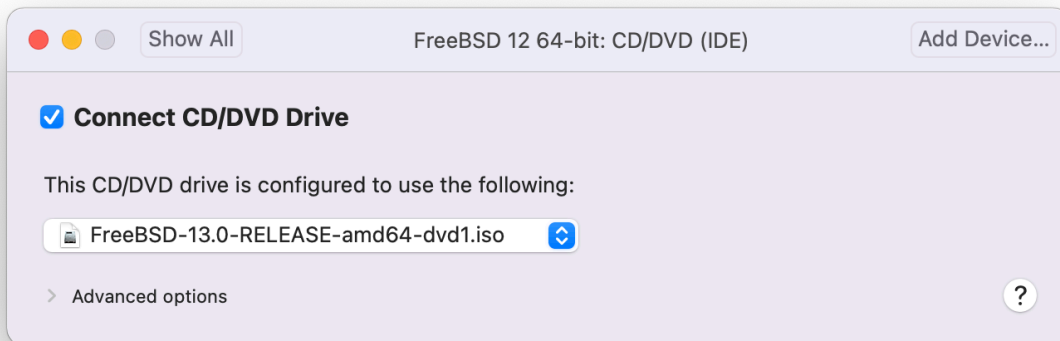 Show All
FreeBSD 12 64-bit: CD/DVD (IDE)
Add Device...
Connect CD/DVD Drive
This CD/DVD drive is configured to use the following:
FreeBSD-13.0-RELEASE-amd64-dvd1.iso
Advanced options
?